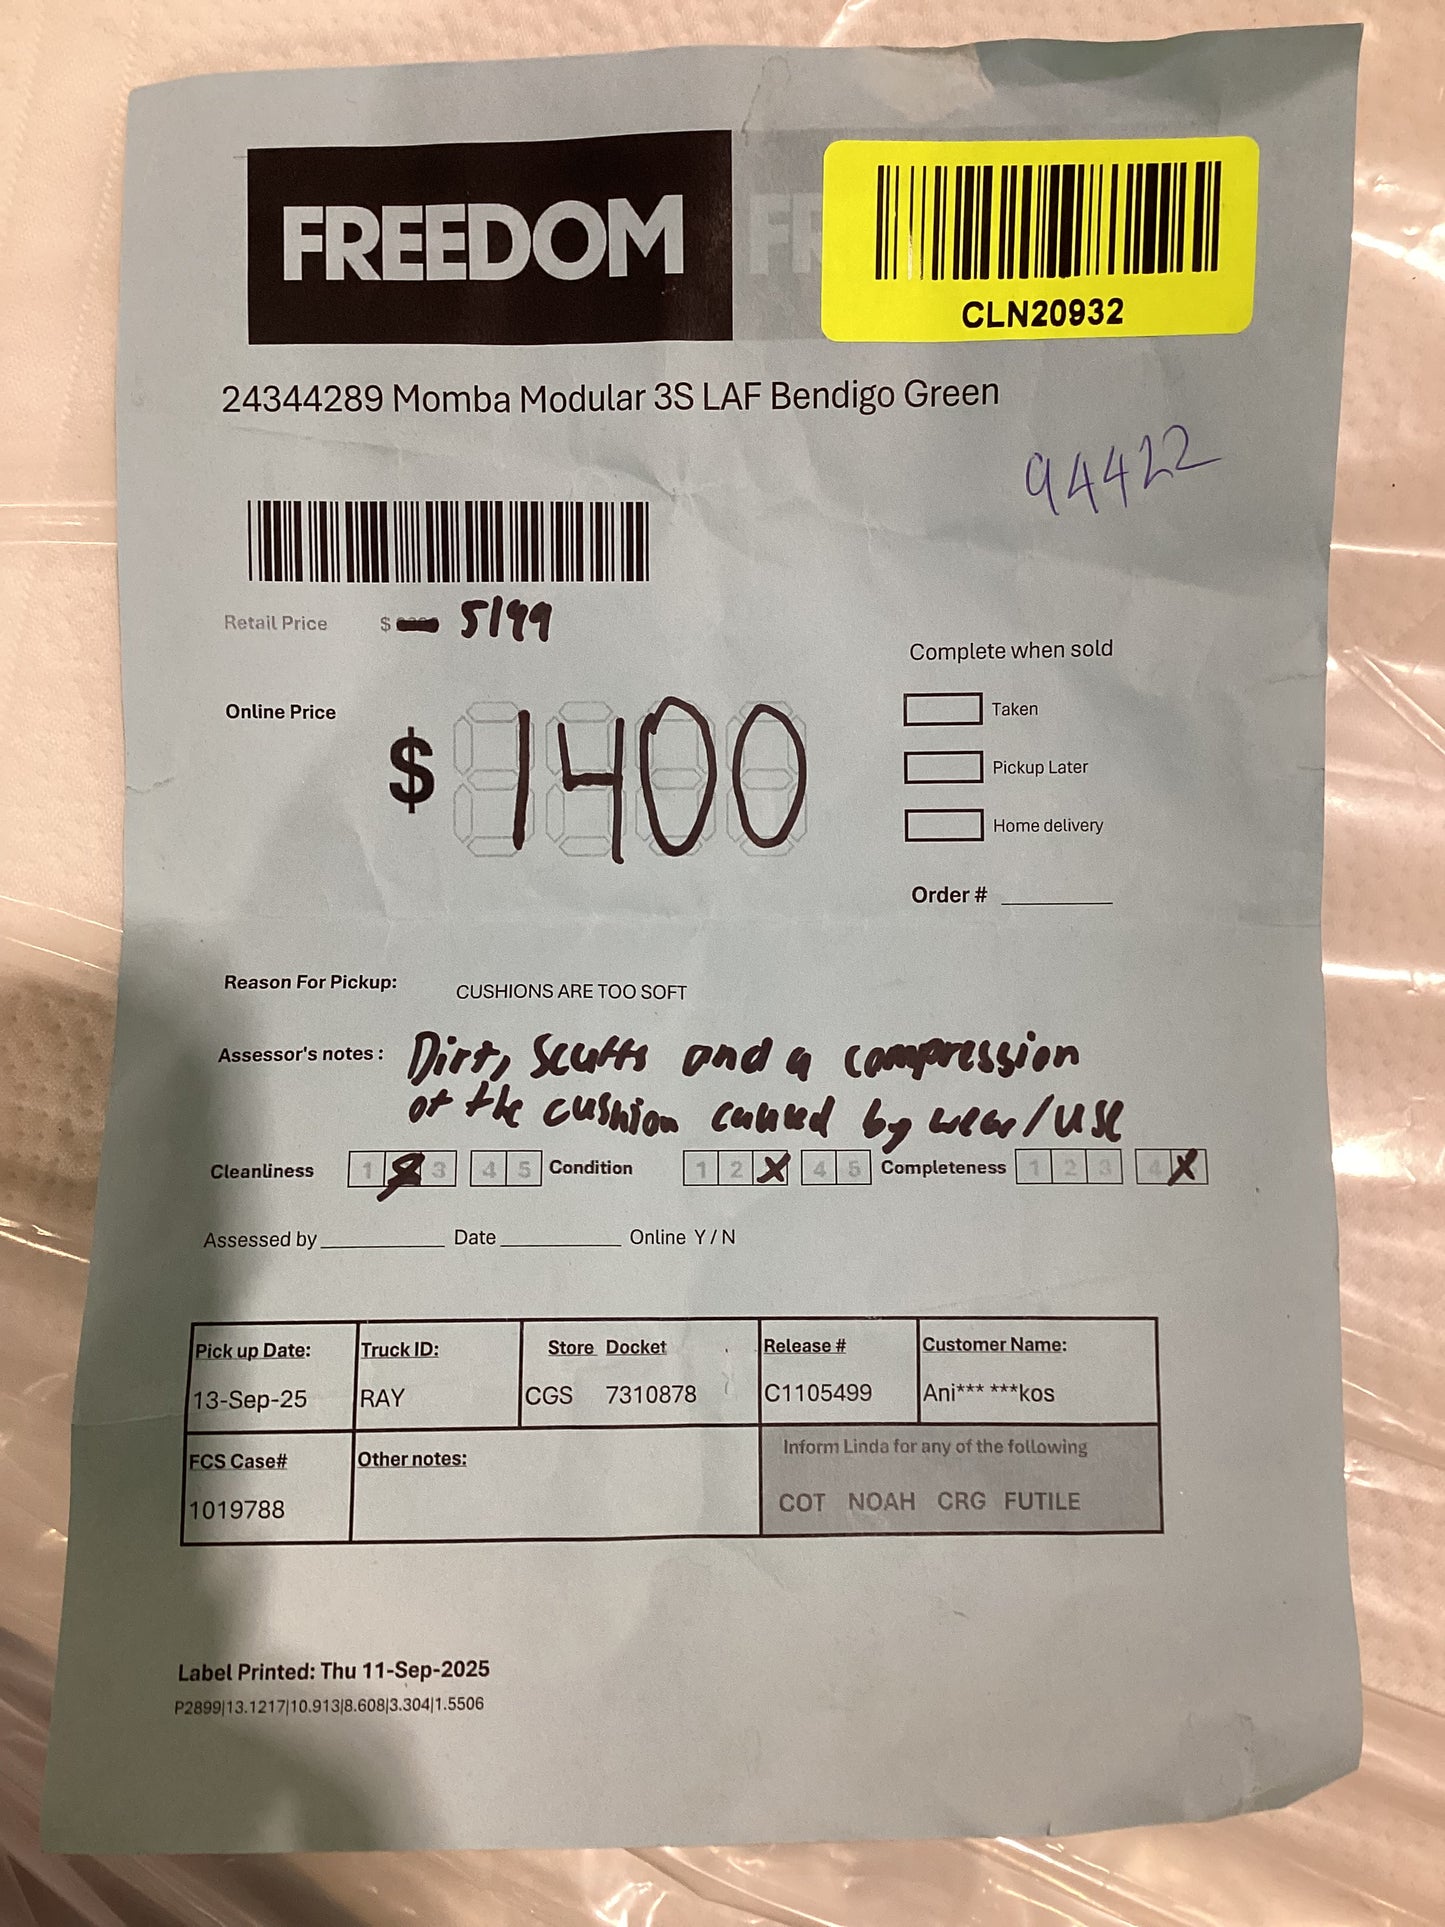 FREEDOM
CLN20932
24344289 Momba Modular 3S LAF Bendigo Green
94422
Retail Price $ 5199
Complete when sold
Taken
Online Price $ 1400
Pickup Later
Home delivery
Order #
Reason For Pickup: CUSHIONS ARE TOO SOFT
Assessor's notes: Dirt, Scuffs and a compression
of the cushion caused by wear/use
Cleanliness 1 3 4 5 Condition 1 2 X 4 5 Completeness 1 2 3 4 X
Assessed by Date Online Y / N
Pick up Date: Truck ID: Store Docket Release # Customer Name:
13-Sep-25 RAY CGS 7310878 C1105499 Ani*** ***kos
FCS Case# Other notes: Inform Linda for any of the following
1019788 COT NOAH CRG FUTILE
Label Printed: Thu 11-Sep-2025
P2899|13.1217|10.913|8.608|3.304|1.5506